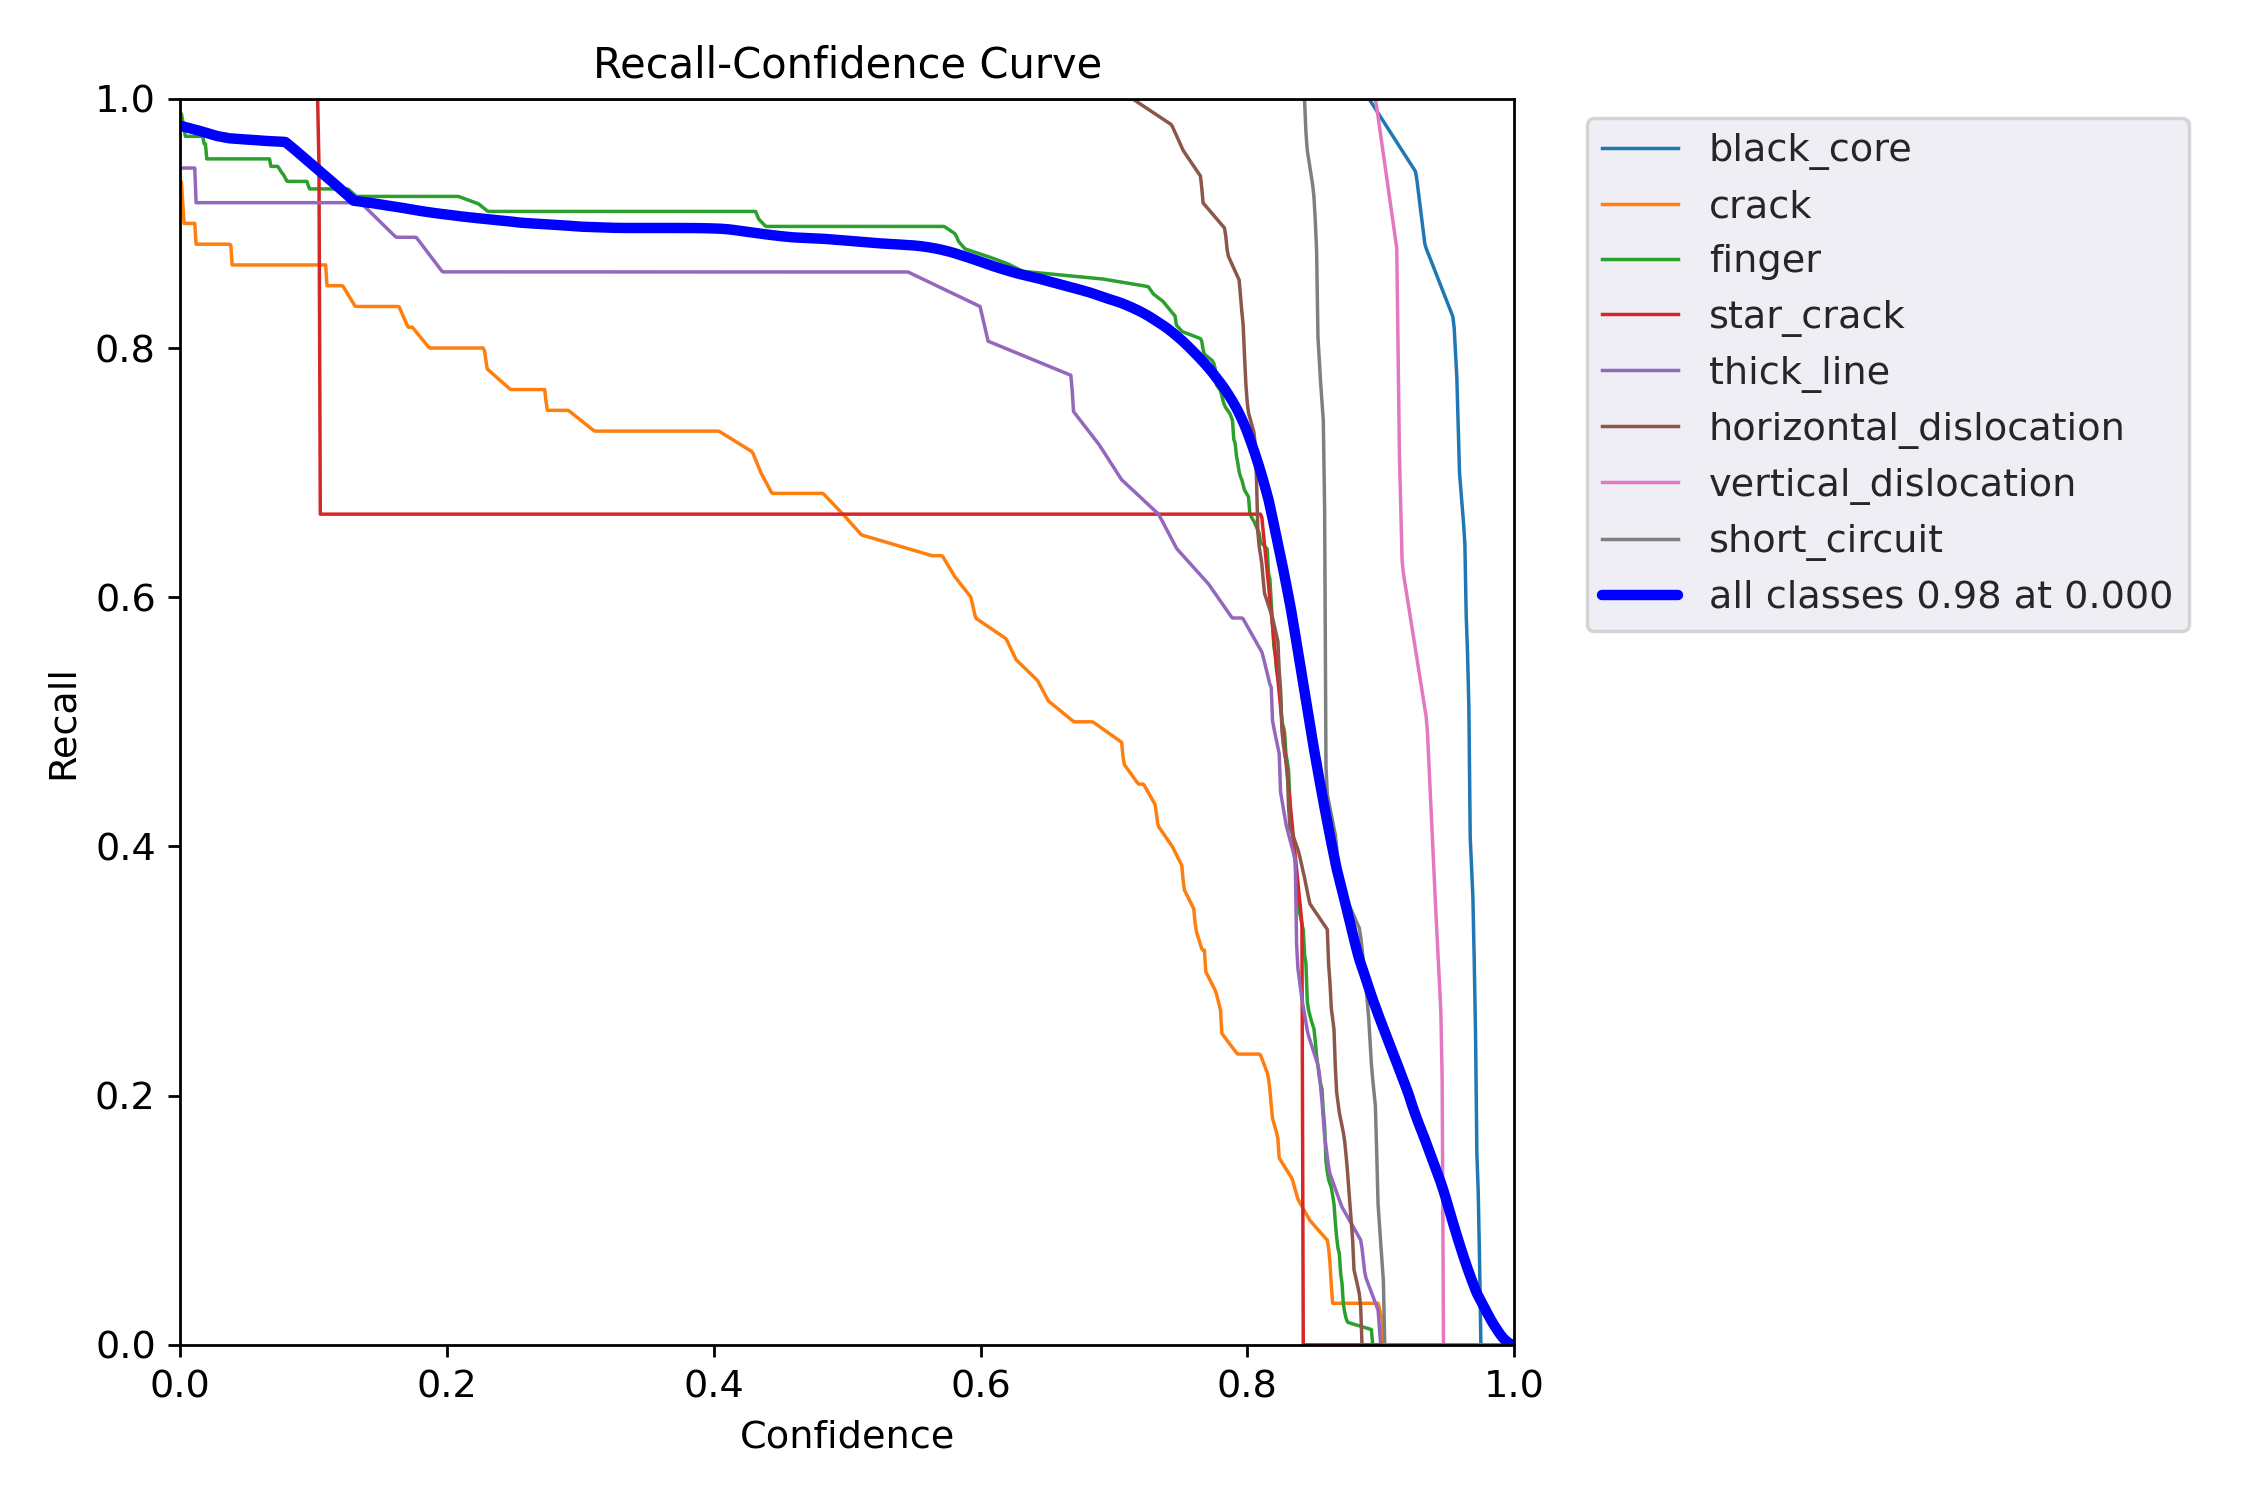 Recall-Confidence Curve
1.0
0.8
0.6
0.4
0.2
0.0
Recall
0.0 0.2 0.4 0.6 0.8 1.0
Confidence
black_core
crack
finger
star_crack
thick_line
horizontal_dislocation
vertical_dislocation
short_circuit
all classes 0.98 at 0.000